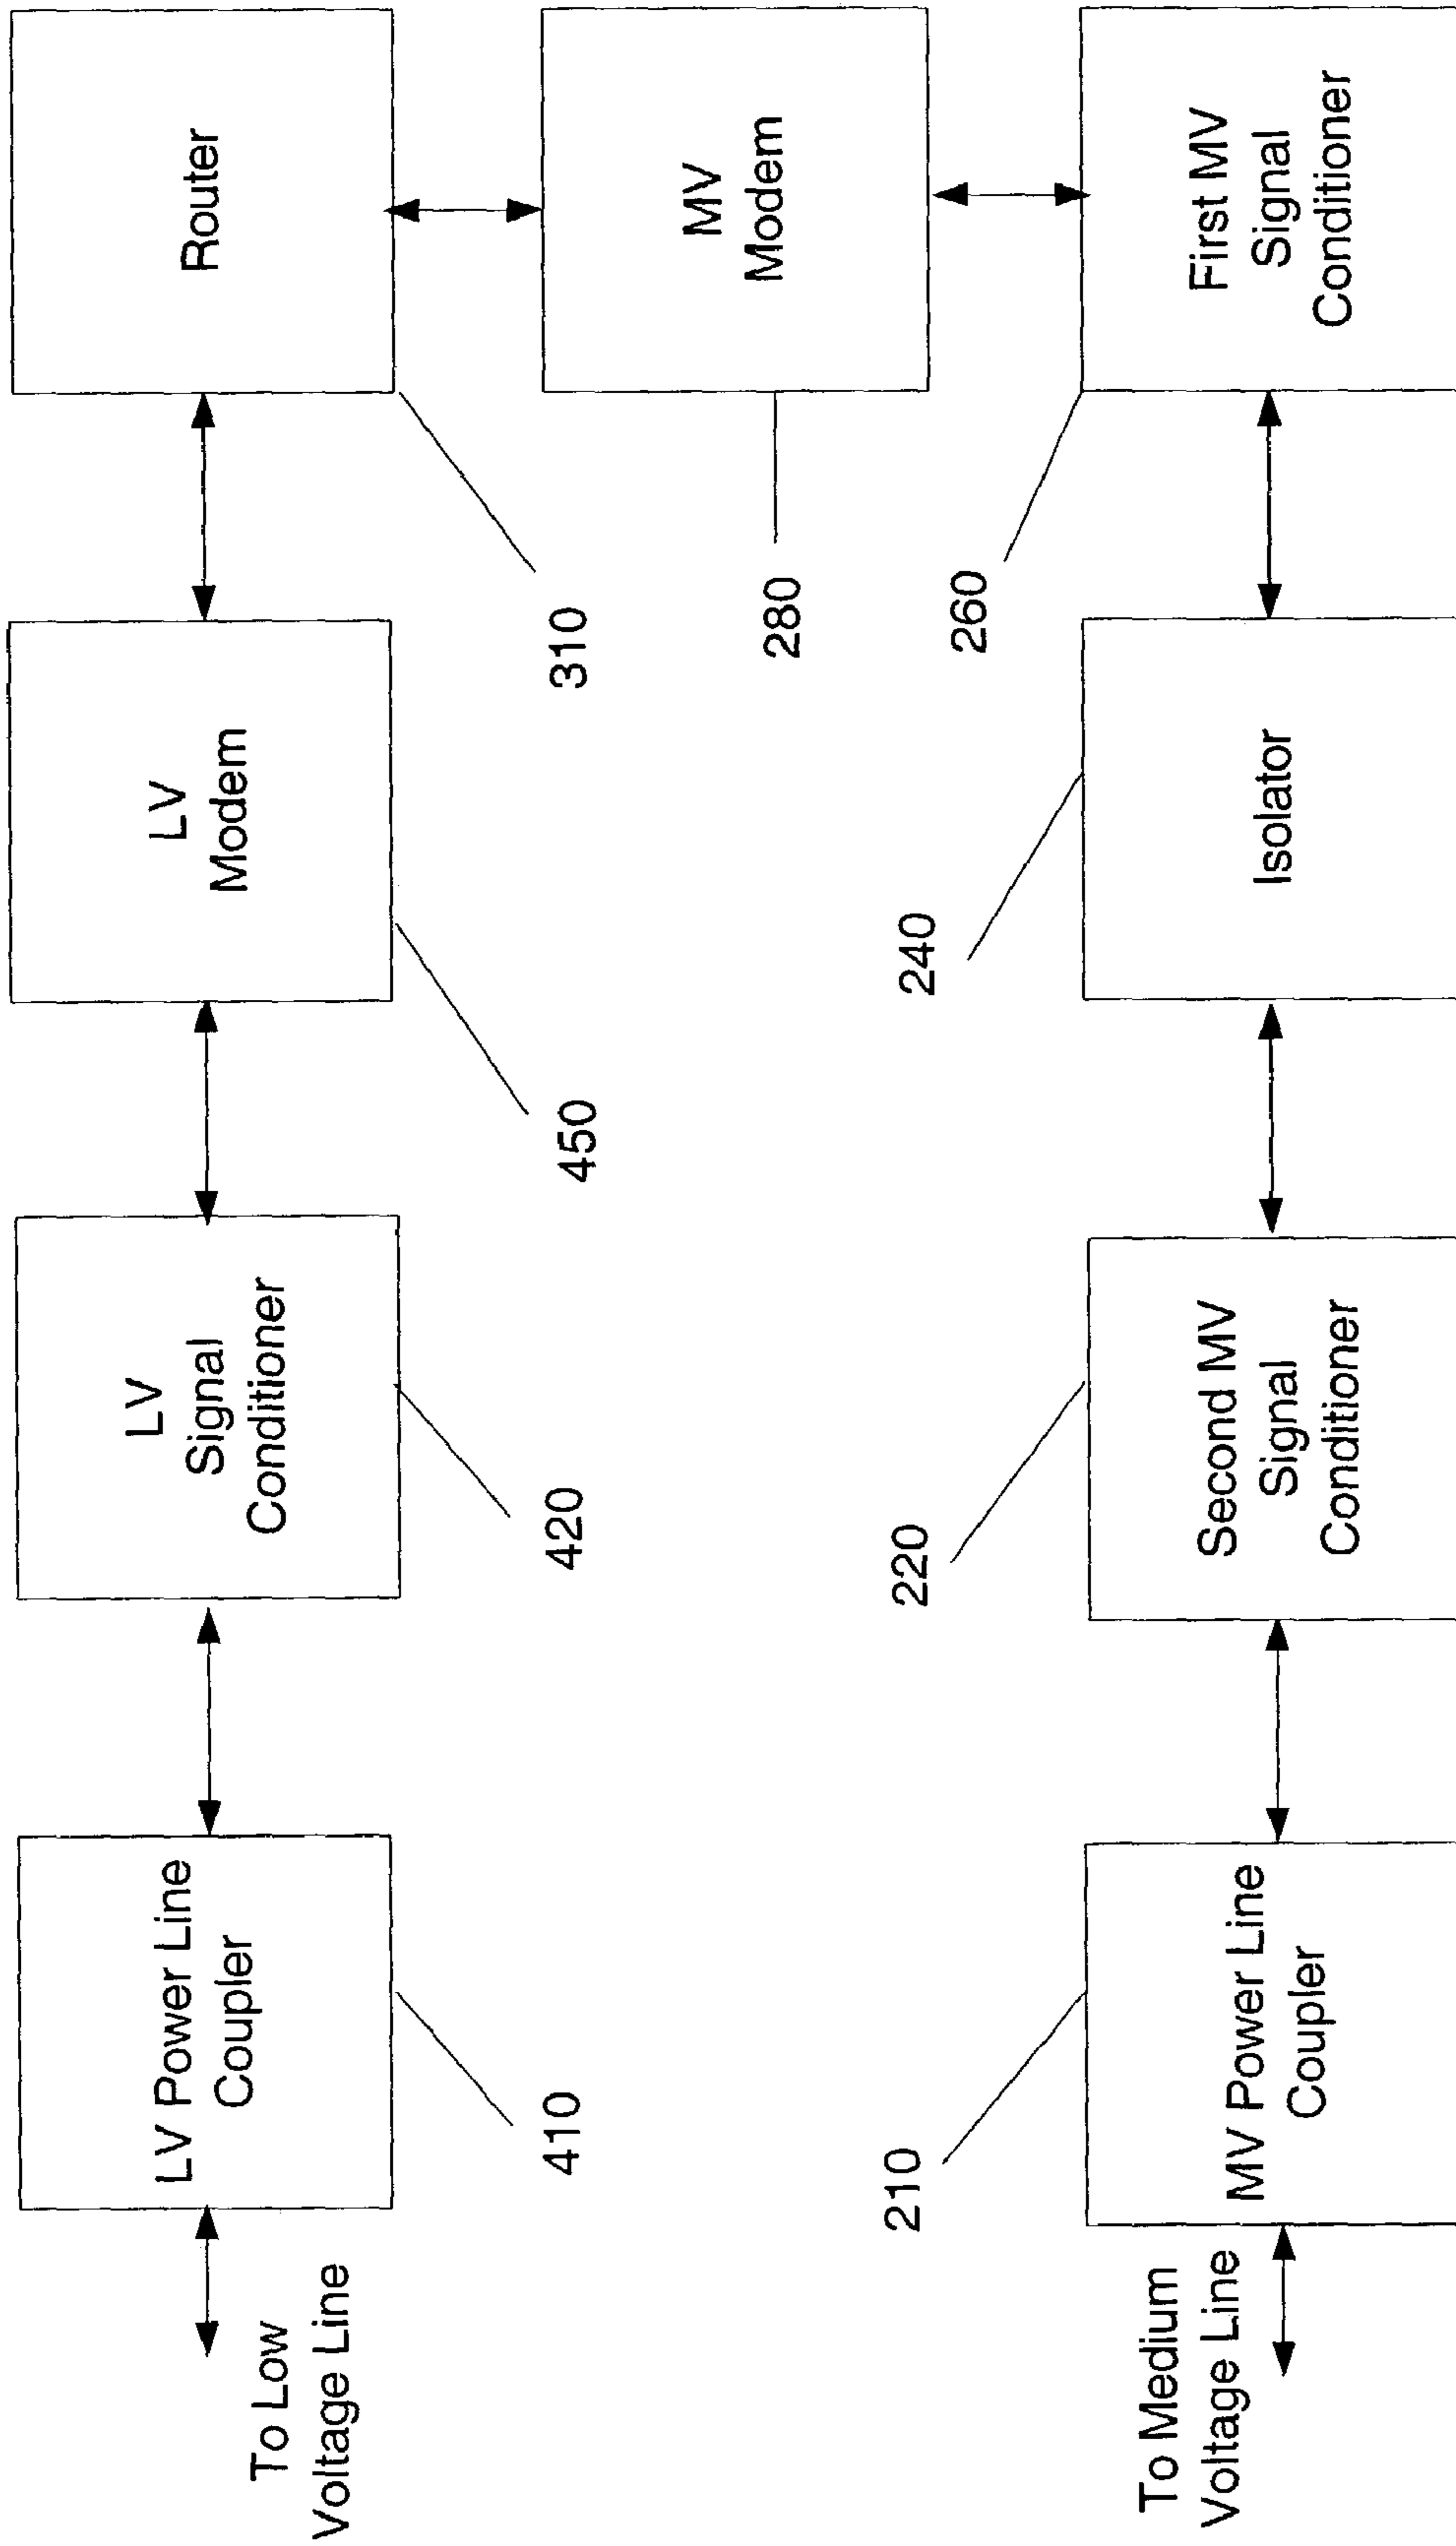 To Low
Voltage Line
LV Power Line
Coupler
410
LV
Signal
Conditioner
420
LV
Modem
450
Router
310
MV
Modem
280
To Medium
Voltage Line
MV Power Line
Coupler
210
Second MV
Signal
Conditioner
220
Isolator
240
First MV
Signal
Conditioner
260